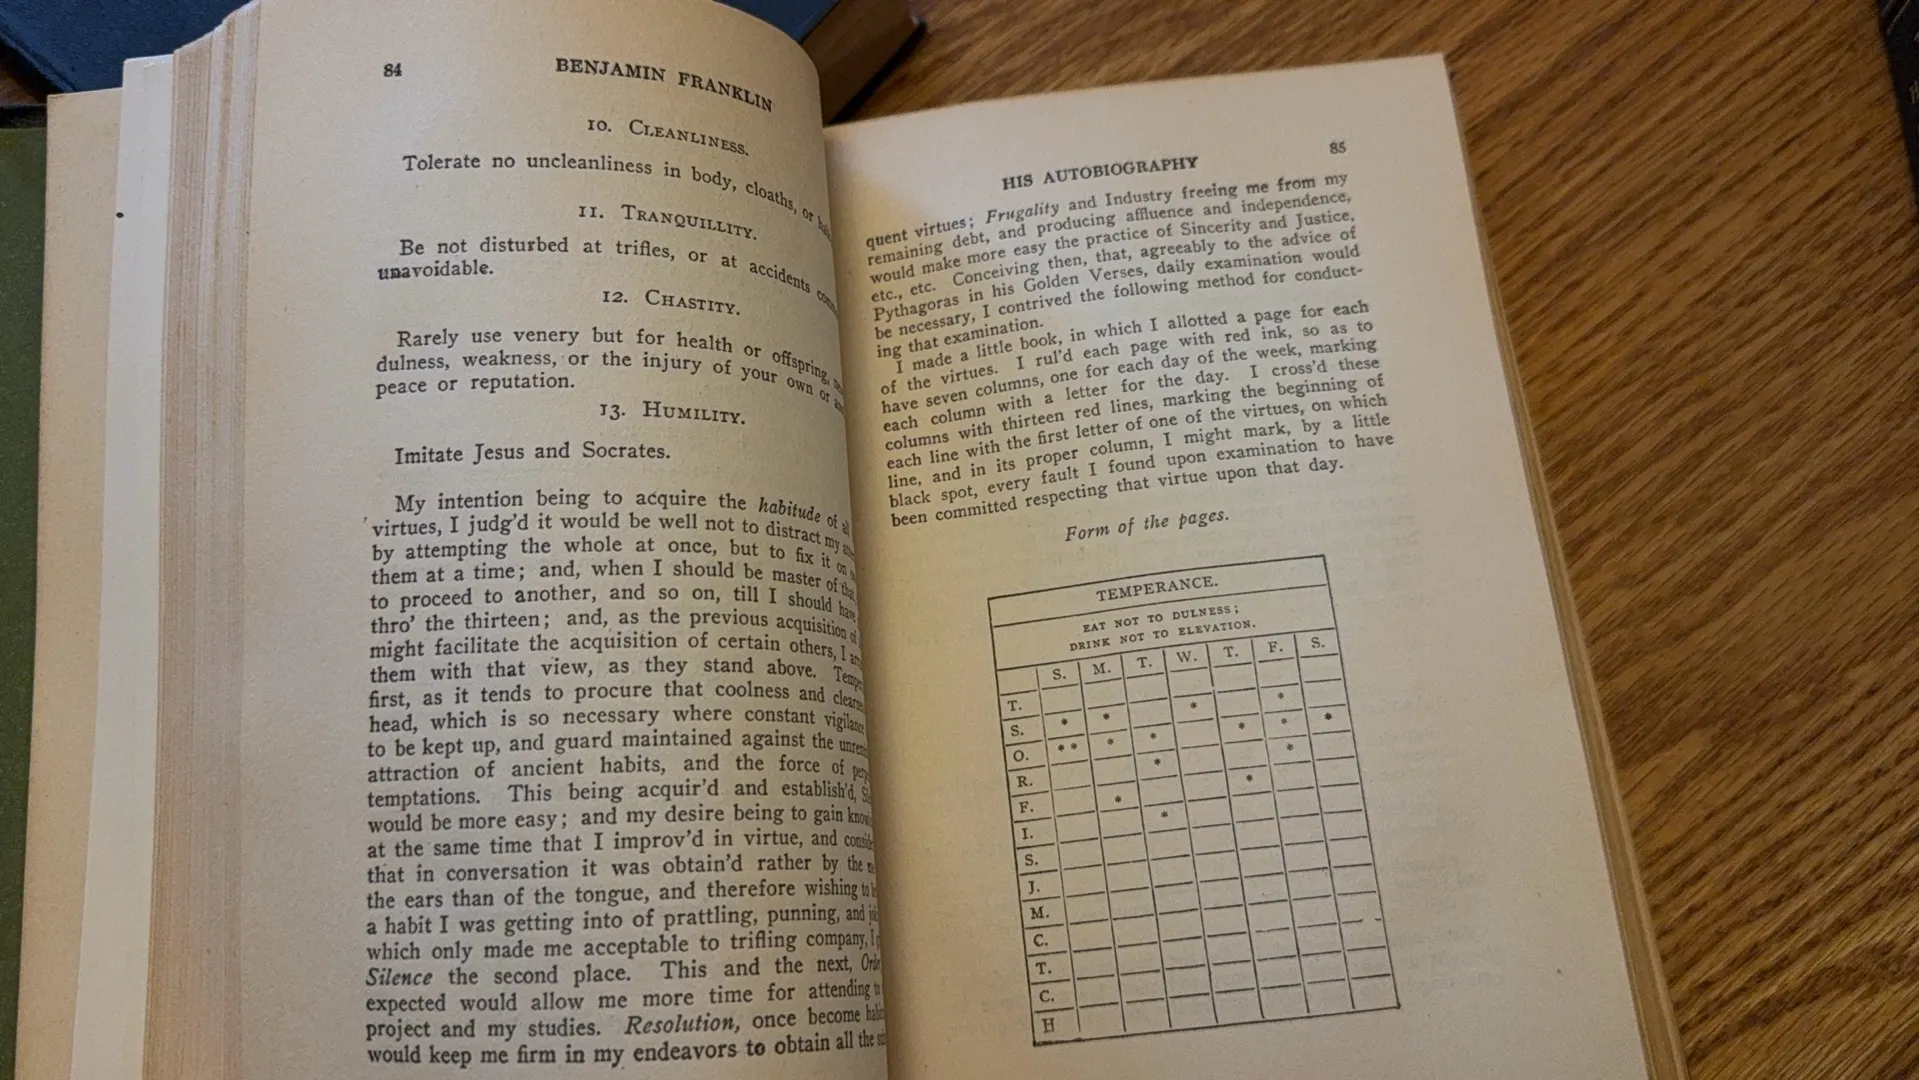 84
BENJAMIN FRANKLIN
10. CLEANLINESS.
Tolerate no uncleanliness in body, cloaths, or
11. TRANQUILLITY.
Be not disturbed at trifles, or at accidents
unavoidable.
12. CHASTITY.
Rarely use venery but for health or offspring,
dulness, weakness, or the injury of your own or
peace or reputation.
13. HUMILITY.
Imitate Jesus and Socrates.
My intention being to acquire the habitude of all
virtues, I judg'd it would be well not to distract my
by attempting the whole at once, but to fix it on
them at a time; and, when I should be master of that,
to proceed to another, and so on, till I should have
thro' the thirteen; and, as the previous acquisition of
might facilitate the acquisition of certain others, I
them with that view, as they stand above.
first, as it tends to procure that coolness and
head, which is so necessary where constant
to be kept up, and guard maintained against the
attraction of ancient habits, and the force of
temptations. This being acquir'd and establish'd,
would be more easy; and my desire being to gain
at the same time that I improv'd in virtue, and
that in conversation it was obtain'd rather by the
the ears than of the tongue, and therefore wishing to
a habit I was getting into of prattling, punning, and
which only made me acceptable to trifling company, I
Silence the second place. This and the next,
expected would allow me more time for attending
project and my studies. Resolution, once become
would keep me firm in my endeavors to obtain all the
HIS AUTOBIOGRAPHY
85
quent virtues; Frugality and Industry freeing me from my
remaining debt, and producing affluence and independence,
would make more easy the practice of Sincerity and Justice,
etc., etc. Conceiving then, that, agreeably to the advice of
Pythagoras in his Golden Verses, daily examination would
be necessary, I contrived the following method for conduct-
ing that examination.
I made a little book, in which I allotted a page for each
of the virtues. I rul'd each page with red ink, so as to
have seven columns, one for each day of the week, marking
each column with a letter for the day. I cross'd these
columns with thirteen red lines, marking the beginning of
each line with the first letter of one of the virtues, on which
line, and in its proper column, I might mark, by a little
black spot, every fault I found upon examination to have
been committed respecting that virtue upon that day.
Form of the pages.
TEMPERANCE.
EAT NOT TO DULNESS;
DRINK NOT TO ELEVATION.
S. M. T. W. T. F. S.
T. * *
S. * * * * *
O. ** * * *
R. * *
F. *
I. *
S.
J.
M.
C.
T.
C.
H